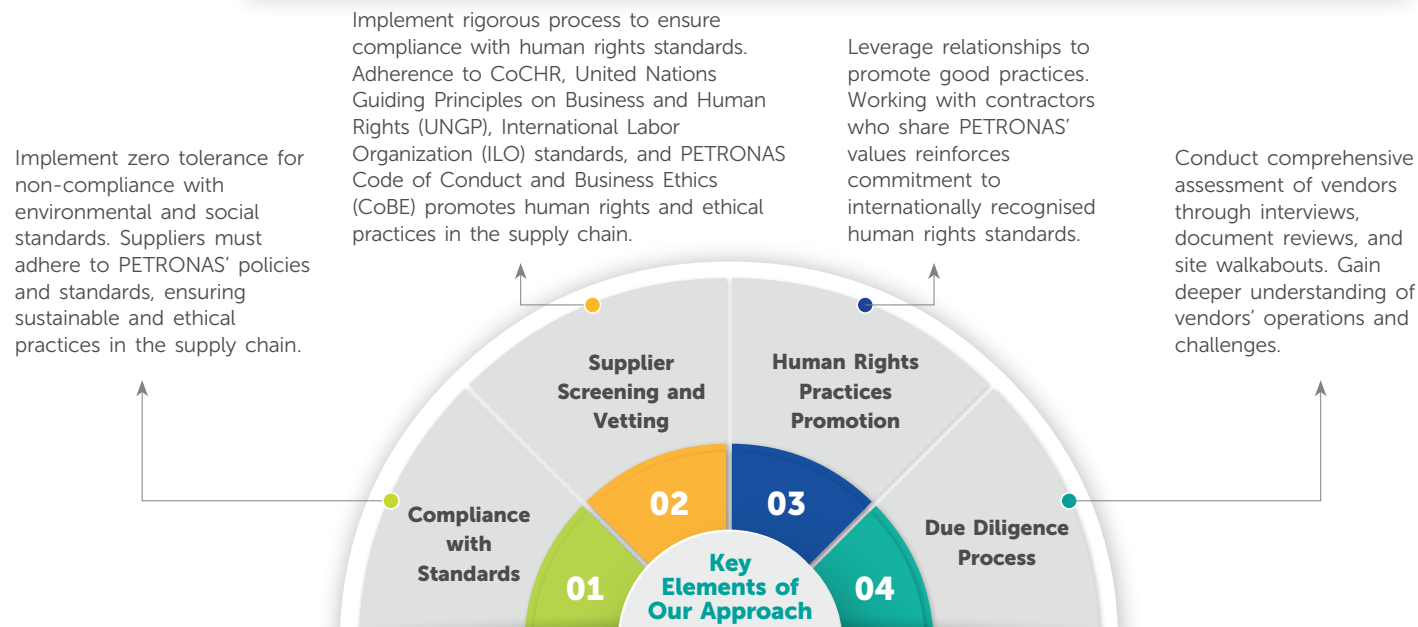 Implement zero tolerance for
non-compliance with
environmental and social
standards. Suppliers must
adhere to PETRONAS’ policies
and standards, ensuring
sustainable and ethical
practices in the supply chain.
Implement rigorous process to ensure
compliance with human rights standards.
Adherence to CoCHR, United Nations
Guiding Principles on Business and Human
Rights (UNGP), International Labor
Organization (ILO) standards, and PETRONAS
Code of Conduct and Business Ethics
(CoBE) promotes human rights and ethical
practices in the supply chain.
Leverage relationships to
promote good practices.
Working with contractors
who share PETRONAS’
values reinforces
commitment to
internationally recognised
human rights standards.
Conduct comprehensive
assessment of vendors
through interviews,
document reviews, and
site walkabouts. Gain
deeper understanding of
vendors’ operations and
challenges.
Compliance
with
Standards
01
Supplier
Screening and
Vetting
02
Human Rights
Practices
Promotion
03
Due Diligence
Process
04
Key
Elements of
Our Approach